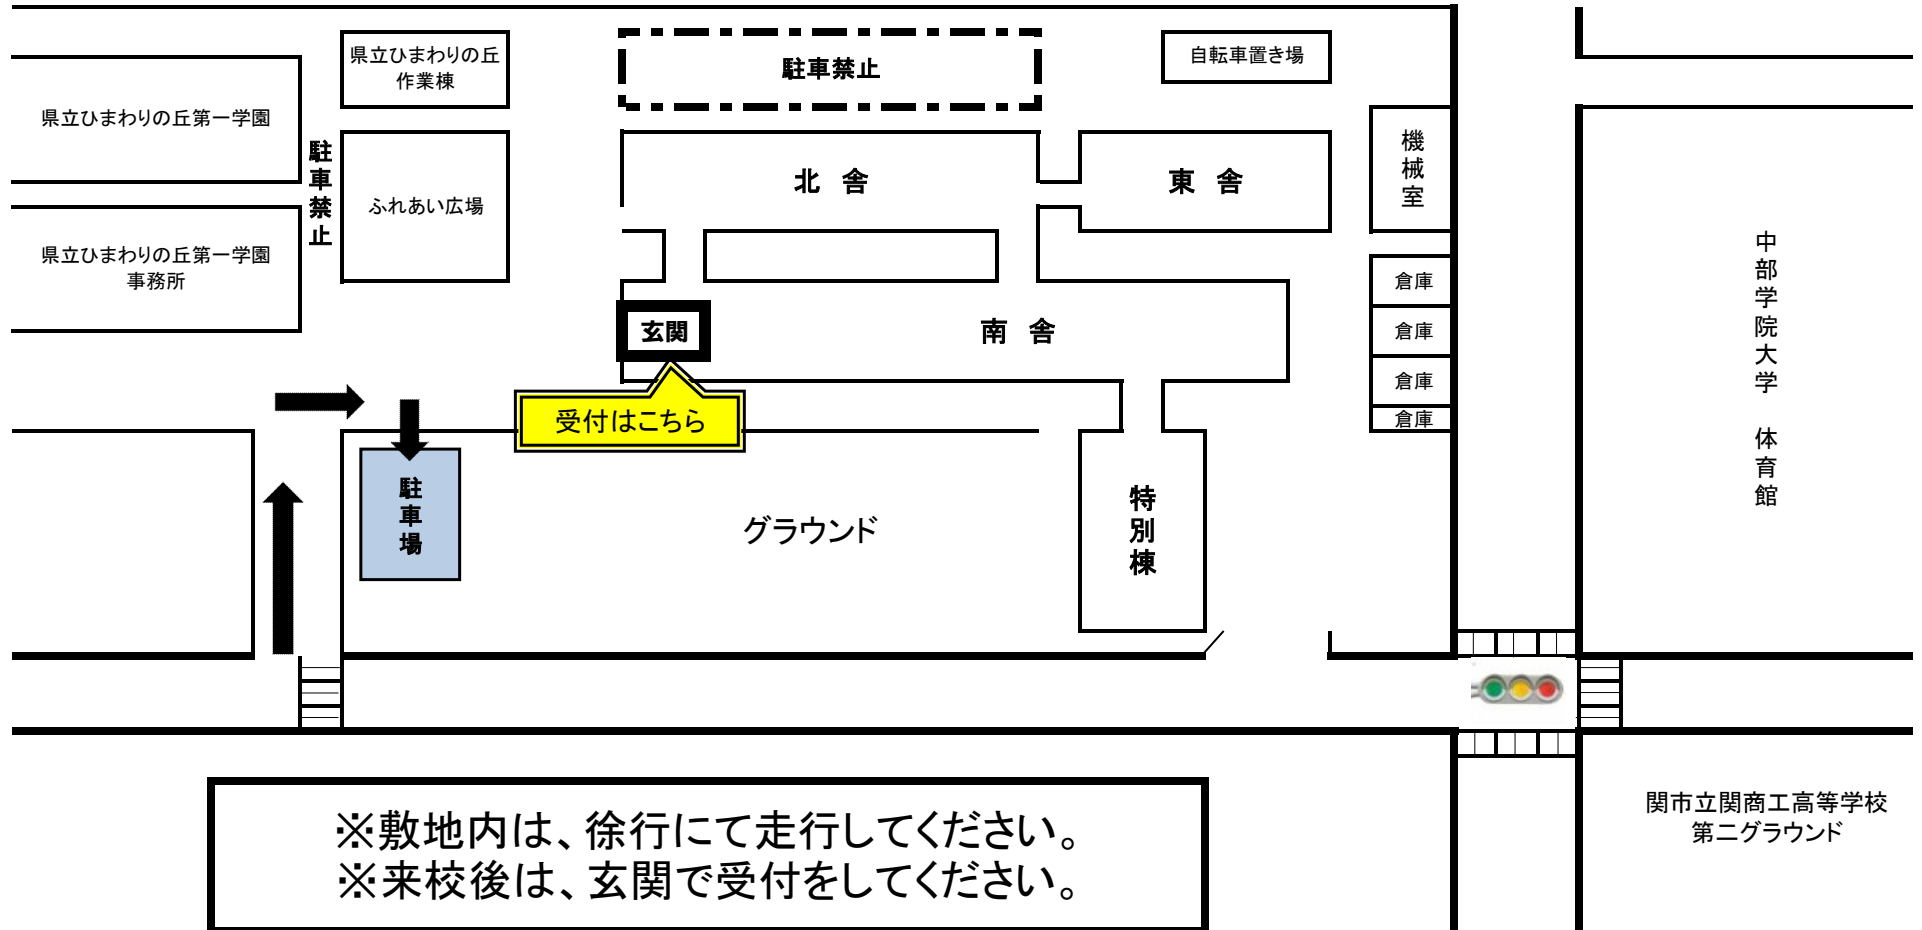 県立ひまわりの丘
作業棟
駐車禁止
自転車置き場
県立ひまわりの丘第一学園
駐車禁止
ふれあい広場
北 舎
東 舎
機械室
県立ひまわりの丘第一学園
事務所
玄関
南 舎
倉庫
倉庫
倉庫
倉庫
中部学院大学 体育館
受付はこちら
駐車場
グラウンド
特別棟
関市立関商工高等学校
第二グラウンド
※敷地内は、徐行にて走行してください。
※来校後は、玄関で受付をしてください。